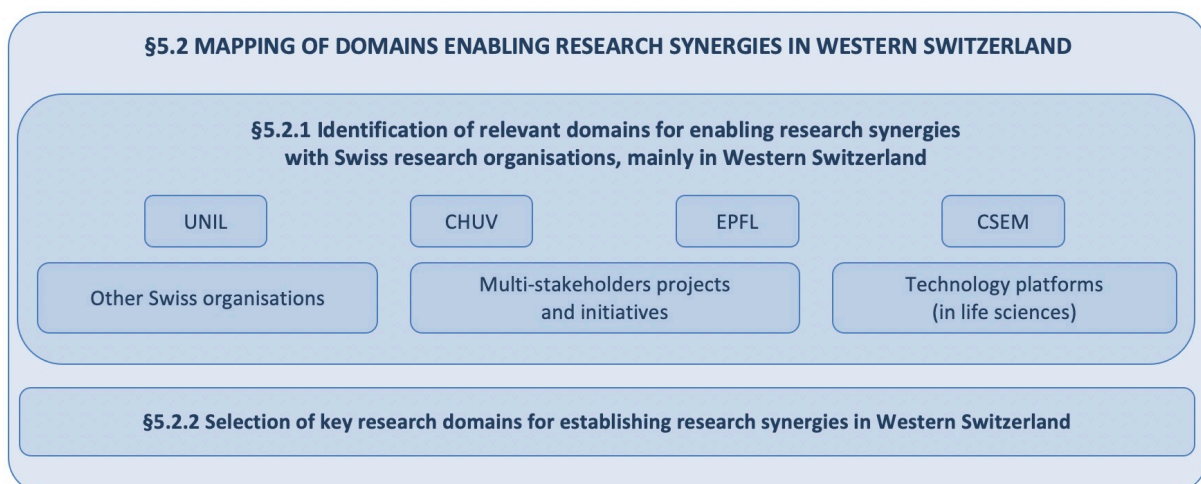 §5.2 MAPPING OF DOMAINS ENABLING RESEARCH SYNERGIES IN WESTERN SWITZERLAND
§5.2.1 Identification of relevant domains for enabling research synergies
with Swiss research organisations, mainly in Western Switzerland
UNIL
CHUV
EPFL
CSEM
Other Swiss organisations
Multi-stakeholders projects
and initiatives
Technology platforms
(in life sciences)
§5.2.2 Selection of key research domains for establishing research synergies in Western Switzerland